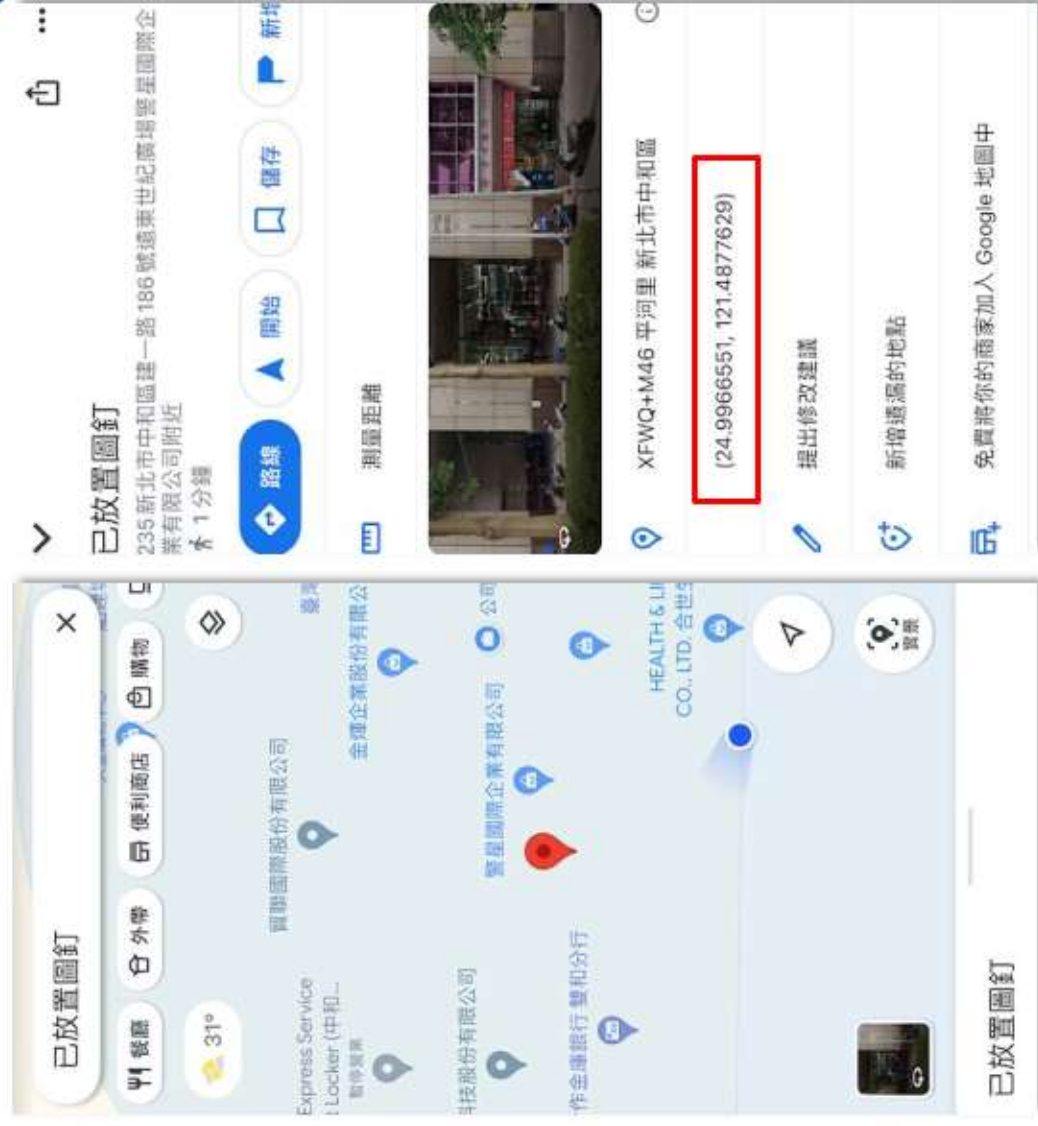 已放置圖釘
餐廳
外帶
便利商店
購物
31°
Express Service
t Locker (中和...
暫停營業
貿聯國際股份有限公司
金煇企業股份有限公
臺灣
科技股份有限公司
警星國際企業有限公司
公司
作金庫銀行 雙和分行
HEALTH & LI
CO., LTD. 合世生
實景
已放置圖釘
已放置圖釘
235新北市中和區建一路186號遠東世紀廣場警星國際企
業有限公司附近
1 分鐘
路線
開始
儲存
新增
測量距離
XFWQ+M46 平河里 新北市中和區
(24.9966551, 121.4877629)
提出修改建議
新增遺漏的地點
免費將你的商家加入 Google 地圖中